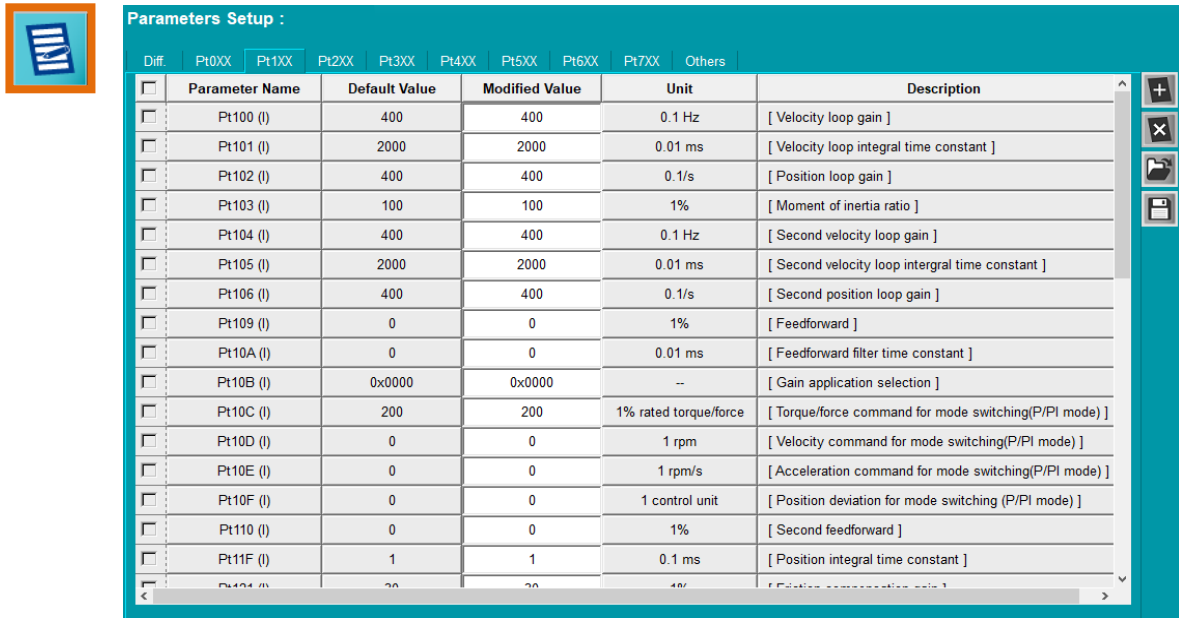 Parameters Setup :
Diff. Pt0XX Pt1XX Pt2XX Pt3XX Pt4XX Pt5XX Pt6XX Pt7XX Others
Parameter Name Default Value Modified Value Unit Description
Pt100 (I) 400 400 0.1 Hz [ Velocity loop gain ]
Pt101 (I) 2000 2000 0.01 ms [ Velocity loop integral time constant ]
Pt102 (I) 400 400 0.1/s [ Position loop gain ]
Pt103 (I) 100 100 1% [ Moment of inertia ratio ]
Pt104 (I) 400 400 0.1 Hz [ Second velocity loop gain ]
Pt105 (I) 2000 2000 0.01 ms [ Second velocity loop intergral time constant ]
Pt106 (I) 400 400 0.1/s [ Second position loop gain ]
Pt109 (I) 0 0 1% [ Feedforward ]
Pt10A (I) 0 0 0.01 ms [ Feedforward filter time constant ]
Pt10B (I) 0x0000 0x0000 -- [ Gain application selection ]
Pt10C (I) 200 200 1% rated torque/force [ Torque/force command for mode switching(P/PI mode) ]
Pt10D (I) 0 0 1 rpm [ Velocity command for mode switching(P/PI mode) ]
Pt10E (I) 0 0 1 rpm/s [ Acceleration command for mode switching(P/PI mode) ]
Pt10F (I) 0 0 1 control unit [ Position deviation for mode switching (P/PI mode) ]
Pt110 (I) 0 0 1% [ Second feedforward ]
Pt11F (I) 1 1 0.1 ms [ Position integral time constant ]